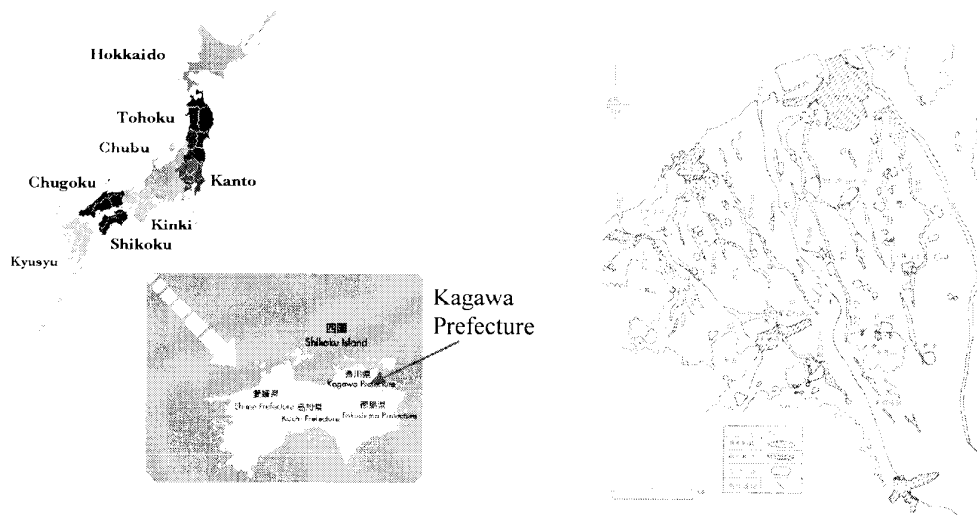 Hokkaido
Tohoku
Chubu
Chugoku
Kanto
Kinki
Shikoku
Kyusyu
Kagawa
Prefecture
四国
Shikoku Island
香川県
Kagawa Prefecture
愛媛県
Ehime Prefecture
高知県
Kochi Prefecture
徳島県
Tokushima Prefecture